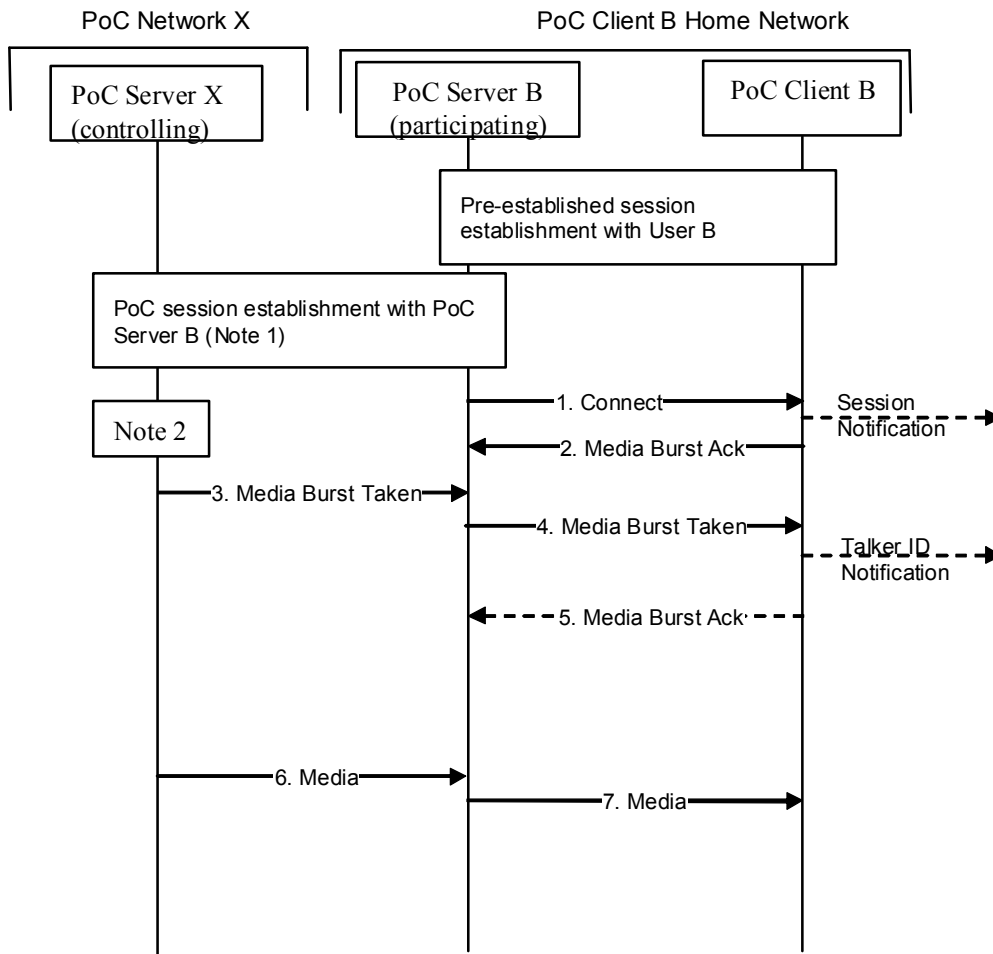 PoC Network X
PoC Client B Home Network
PoC Server X
(controlling)
PoC Server B
(participating)
PoC Client B
Pre-established session
establishment with User B
PoC session establishment with PoC
Server B (Note 1)
1. Connect
Session
Notification
Note 2
2. Media Burst Ack
3. Media Burst Taken
4. Media Burst Taken
Talker ID
Notification
5. Media Burst Ack
6. Media
7. Media